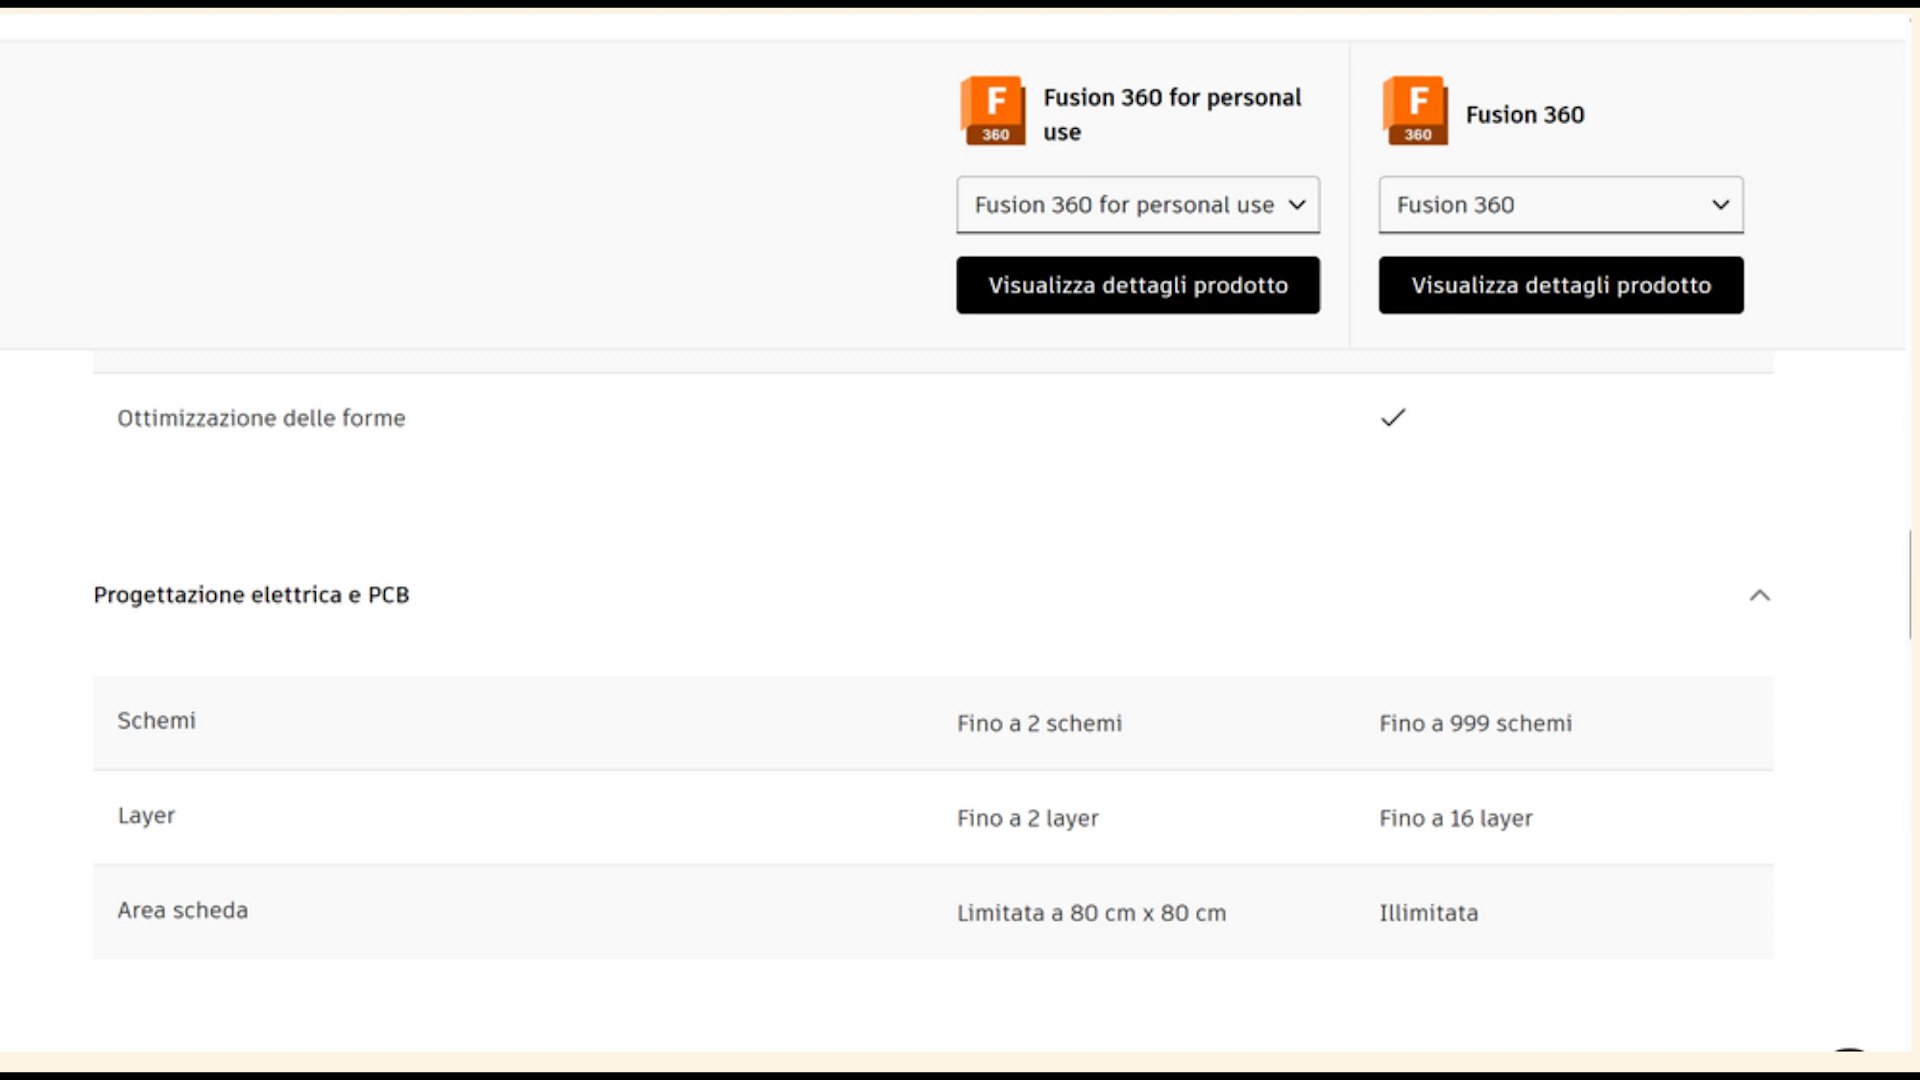 F
360
Fusion 360 for personal
use
F
360
Fusion 360
Fusion 360 for personal use
Fusion 360
Visualizza dettagli prodotto
Visualizza dettagli prodotto
Ottimizzazione delle forme
Progettazione elettrica e PCB
Schemi
Fino a 2 schemi
Fino a 999 schemi
Layer
Fino a 2 layer
Fino a 16 layer
Area scheda
Limitata a 80 cm x 80 cm
Illimitata